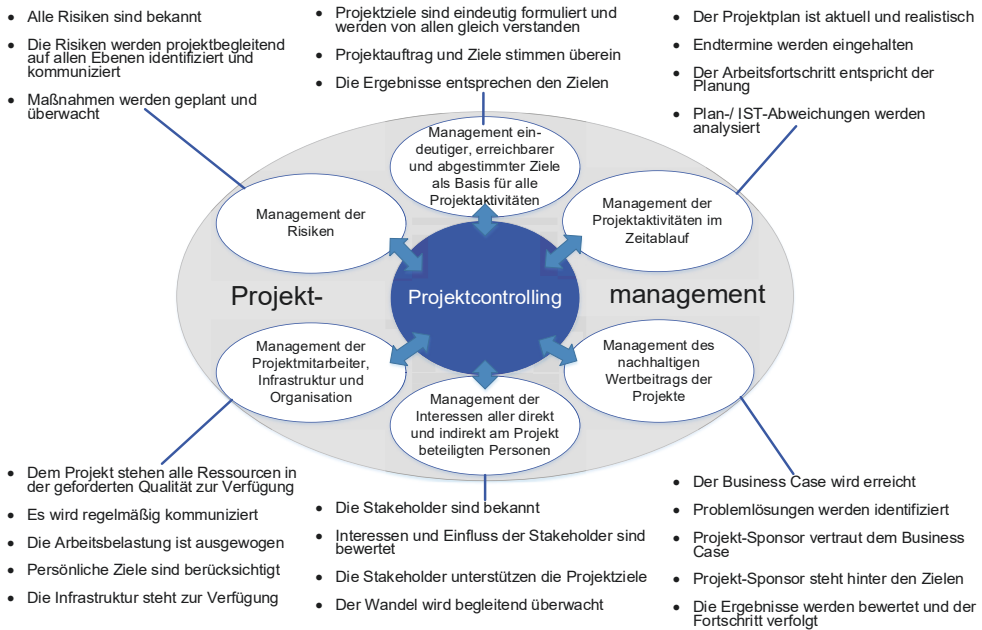 • Alle Risiken sind bekannt
• Die Risiken werden projektbegleitend
auf allen Ebenen identifiziert und
kommuniziert
• Maßnahmen werden geplant und
überwacht
• Projektziele sind eindeutig formuliert und
werden von allen gleich verstanden
• Projektauftrag und Ziele stimmen überein
• Die Ergebnisse entsprechen den Zielen
• Der Projektplan ist aktuell und realistisch
• Endtermine werden eingehalten
• Der Arbeitsfortschritt entspricht der
Planung
• Plan-/ IST-Abweichungen werden
analysiert
Management ein-
deutiger, erreichbarer
und abgestimmter Ziele
als Basis für alle
Projektaktivitäten
Management der
Risiken
Management der
Projektaktivitäten im
Zeitablauf
Projekt-
Projektcontrolling
management
Management der
Projektmitarbeiter,
Infrastruktur und
Organisation
Management der
Interessen aller direkt
und indirekt am Projekt
beteiligten Personen
Management des
nachhaltigen
Wertbeitrags der
Projekte
• Dem Projekt stehen alle Ressourcen in
der geforderten Qualität zur Verfügung
• Es wird regelmäßig kommuniziert
• Die Arbeitsbelastung ist ausgewogen
• Persönliche Ziele sind berücksichtigt
• Die Infrastruktur steht zur Verfügung
• Die Stakeholder sind bekannt
• Interessen und Einfluss der Stakeholder sind
bewertet
• Die Stakeholder unterstützen die Projektziele
• Der Wandel wird begleitend überwacht
• Der Business Case wird erreicht
• Problemlösungen werden identifiziert
• Projekt-Sponsor vertraut dem Business
Case
• Projekt-Sponsor steht hinter den Zielen
• Die Ergebnisse werden bewertet und der
Fortschritt verfolgt